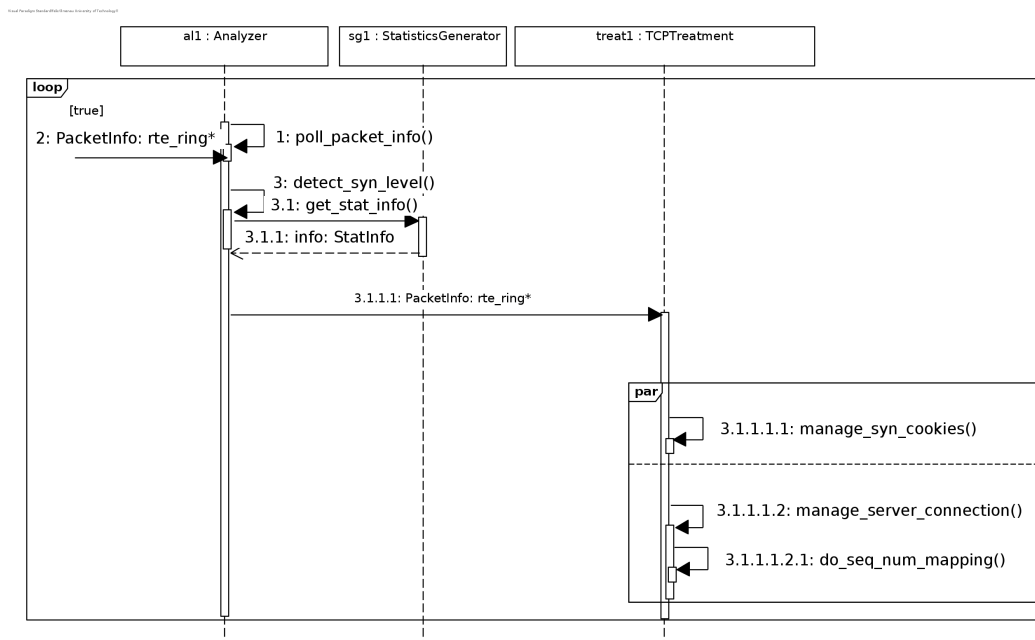 al1 : Analyzer
sg1 : StatisticsGenerator
treat1 : TCPTreatment
loop
[true]
2: PacketInfo: rte_ring*
1: poll_packet_info()
3: detect_syn_level()
3.1: get_stat_info()
3.1.1: info: StatInfo
3.1.1.1: PacketInfo: rte_ring*
par
3.1.1.1.1: manage_syn_cookies()
3.1.1.1.2: manage_server_connection()
3.1.1.1.2.1: do_seq_num_mapping()